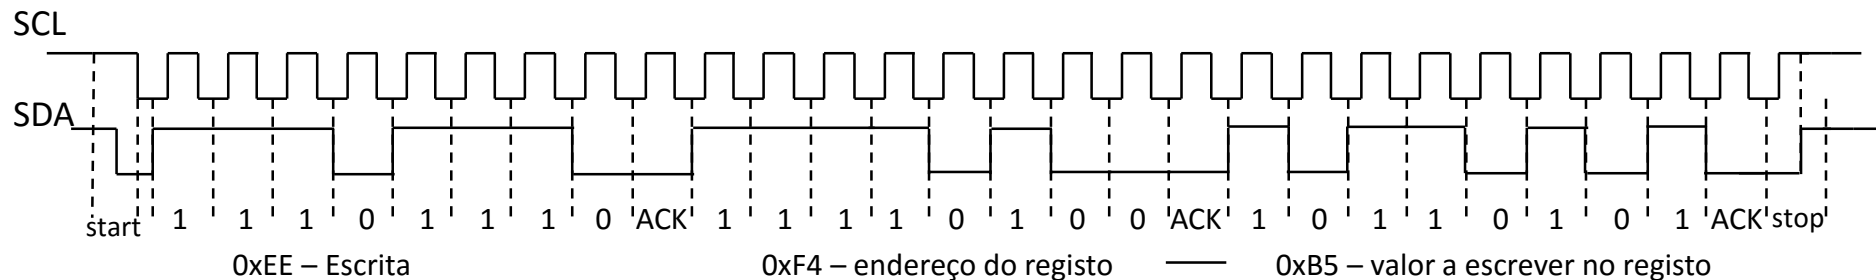 SCL
SDA
start 1 1 1 0 1 1 1 0 ACK 1 1 1 1 0 1 0 0 ACK 1 0 1 1 0 1 0 1 ACK stop
0xEE – Escrita 0xF4 – endereço do registo 0xB5 – valor a escrever no registo